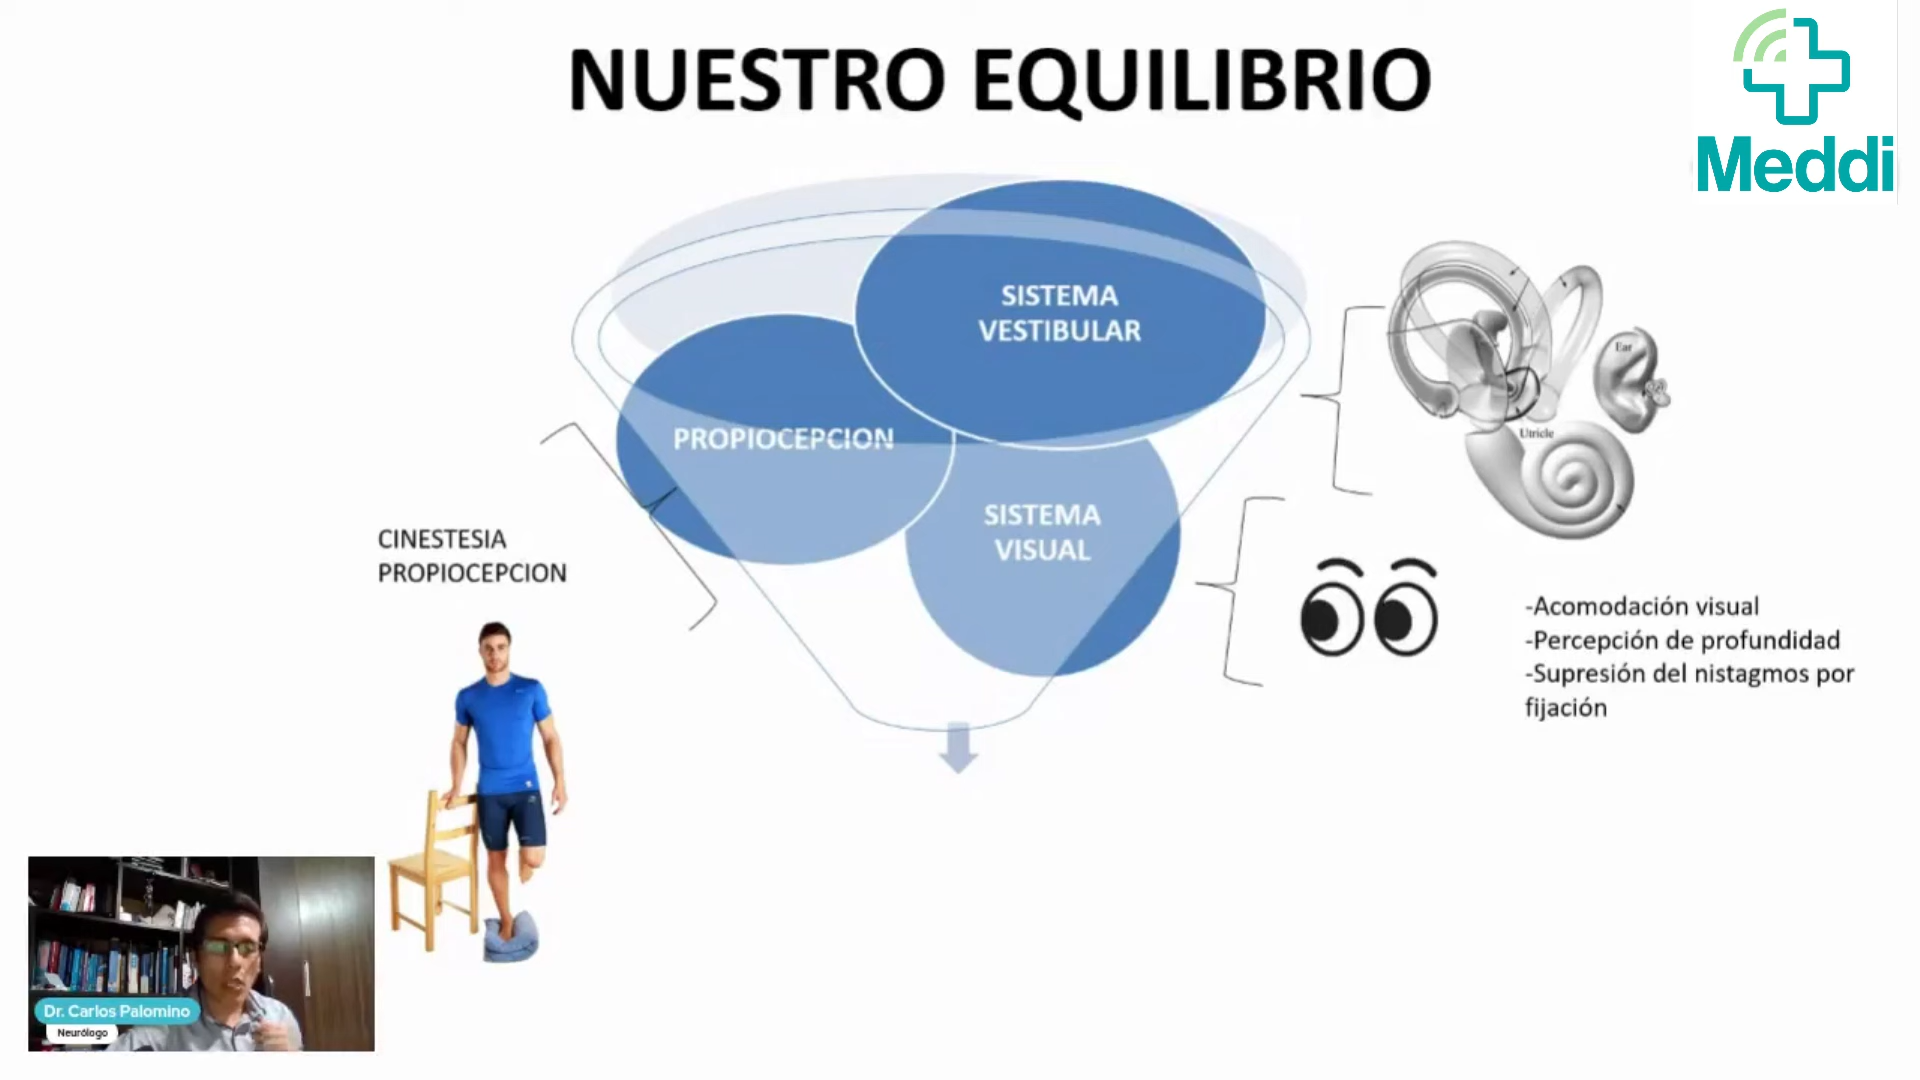 NUESTRO EQUILIBRIO
Meddi
SISTEMA
VESTIBULAR
Ear
PROPIOCEPCION
Utricle
SISTEMA
VISUAL
CINESTESIA
PROPIOCEPCION
-Acomodación visual
-Percepción de profundidad
-Supresión del nistagmos por
fijación
Dr. Carlos Palomino
Neurólogo